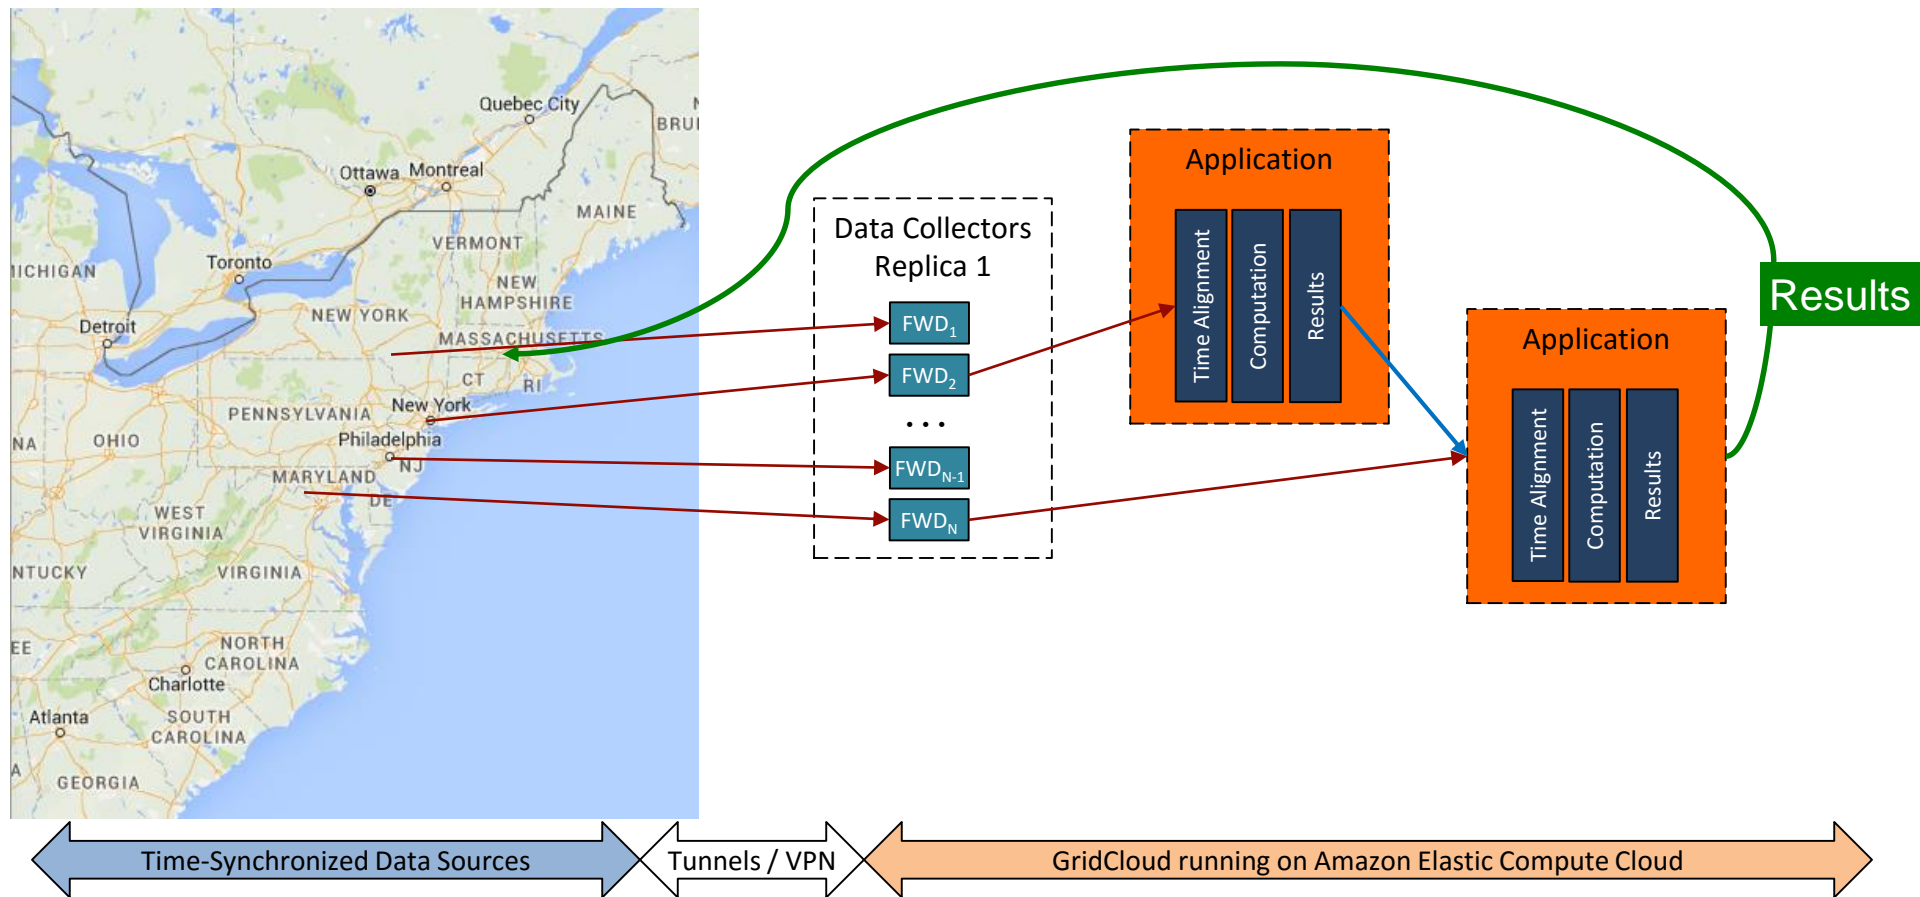 Quebec City
N
BRUI
Ottawa
Montreal
MAINE
VERMONT
Toronto
MICHIGAN
NEW
HAMPSHIRE
NEW YORK
Detroit
MASSACHUSETTS
CT
RI
New York
PENNSYLVANIA
Philadelphia
OHIO
NA
NJ
MARYLAND
DE
WEST
VIRGINIA
NTUCKY
VIRGINIA
NORTH
CAROLINA
EE
Charlotte
Atlanta
SOUTH
CAROLINA
A
GEORGIA
Data Collectors
Replica 1
FWD1
FWD2
...
FWDN-1
FWDN
Application
Time Alignment
Computation
Results
Application
Time Alignment
Computation
Results
Results
Time-Synchronized Data Sources
Tunnels / VPN
GridCloud running on Amazon Elastic Compute Cloud